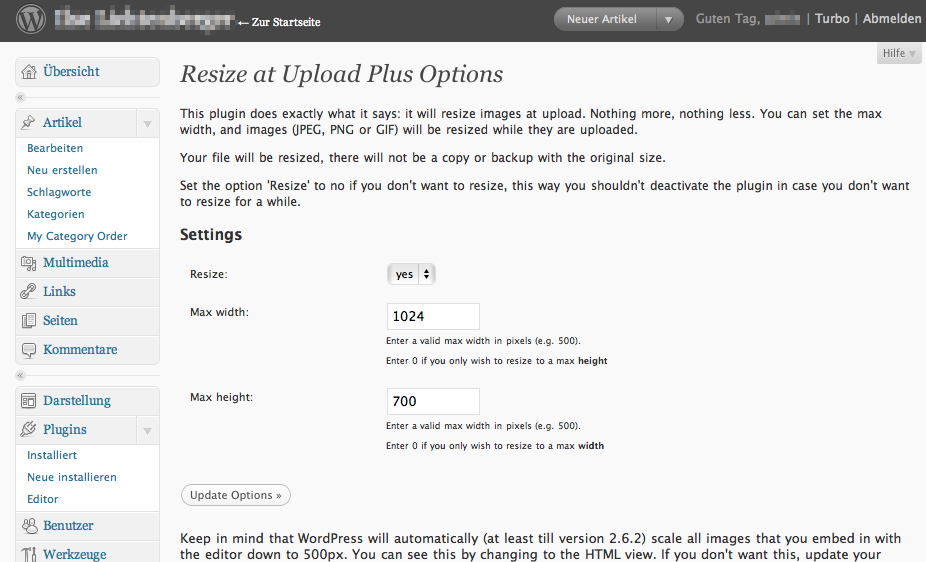 ← Zur Startseite
Neuer Artikel
Guten Tag,
| Turbo | Abmelden
Hilfe
Übersicht
Artikel
Bearbeiten
Neu erstellen
Schlagworte
Kategorien
My Category Order
Multimedia
Links
Seiten
Kommentare
Darstellung
Plugins
Installiert
Neue installieren
Editor
Benutzer
Werkzeuge
Resize at Upload Plus Options
This plugin does exactly what it says: it will resize images at upload. Nothing more, nothing less. You can set the max
width, and images (JPEG, PNG or GIF) will be resized while they are uploaded.
Your file will be resized, there will not be a copy or backup with the original size.
Set the option 'Resize' to no if you don't want to resize, this way you shouldn't deactivate the plugin in case you don't want
to resize for a while.
Settings
Resize:
yes
Max width:
1024
Enter a valid max width in pixels (e.g. 500).
Enter 0 if you only wish to resize to a max height
Max height:
700
Enter a valid max width in pixels (e.g. 500).
Enter 0 if you only wish to resize to a max width
Update Options »
Keep in mind that WordPress will automatically (at least till version 2.6.2) scale all images that you embed in with
the editor down to 500px. You can see this by changing to the HTML view. If you don't want this, update your